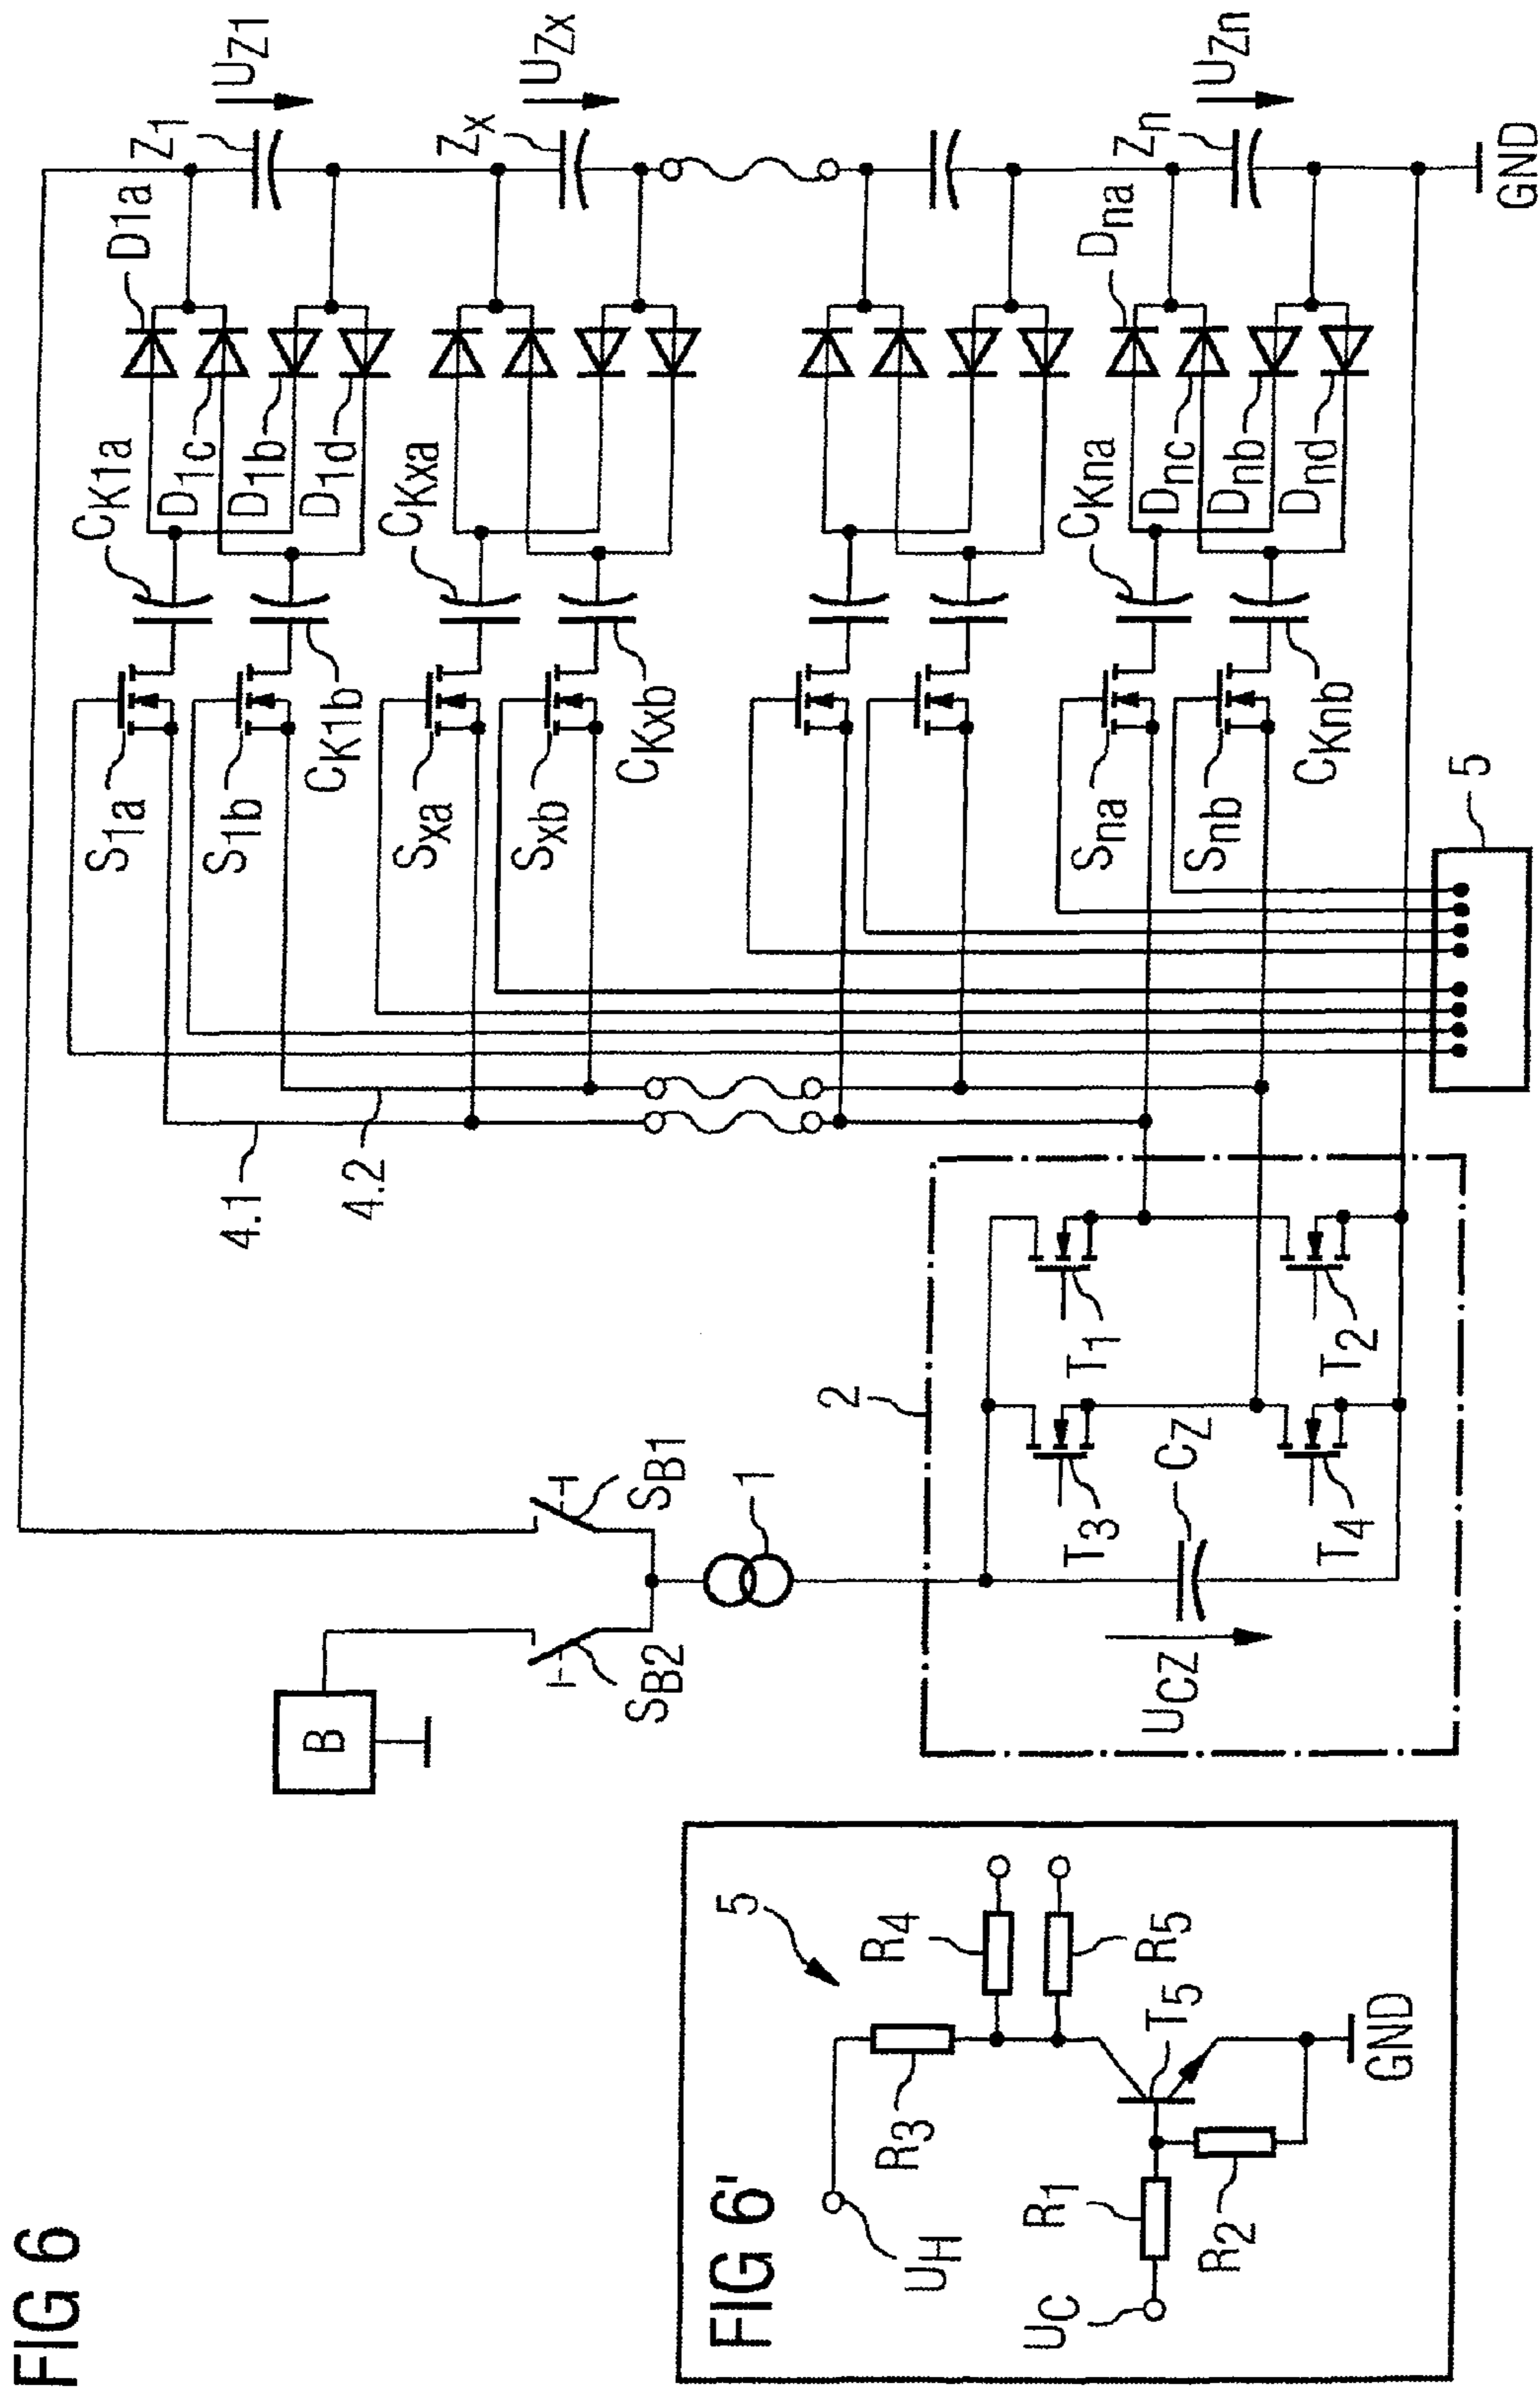 FIG 6
Z1
UZ1
D1a
D1c
D1b
D1d
CK1a
CK1b
S1a
S1b
Zx
UZx
CKxa
CKxb
Sxa
Sxb
Zn
UZn
Dna
Dnc
Dnb
Dnd
CKna
CKnb
Sna
Snb
GND
5
4.1
4.2
B
SB1
SB2
1
2
T1
T2
T3
T4
CZ
UCZ
FIG 6'
5
UH
R3
R4
R5
T5
UC
R1
R2
GND